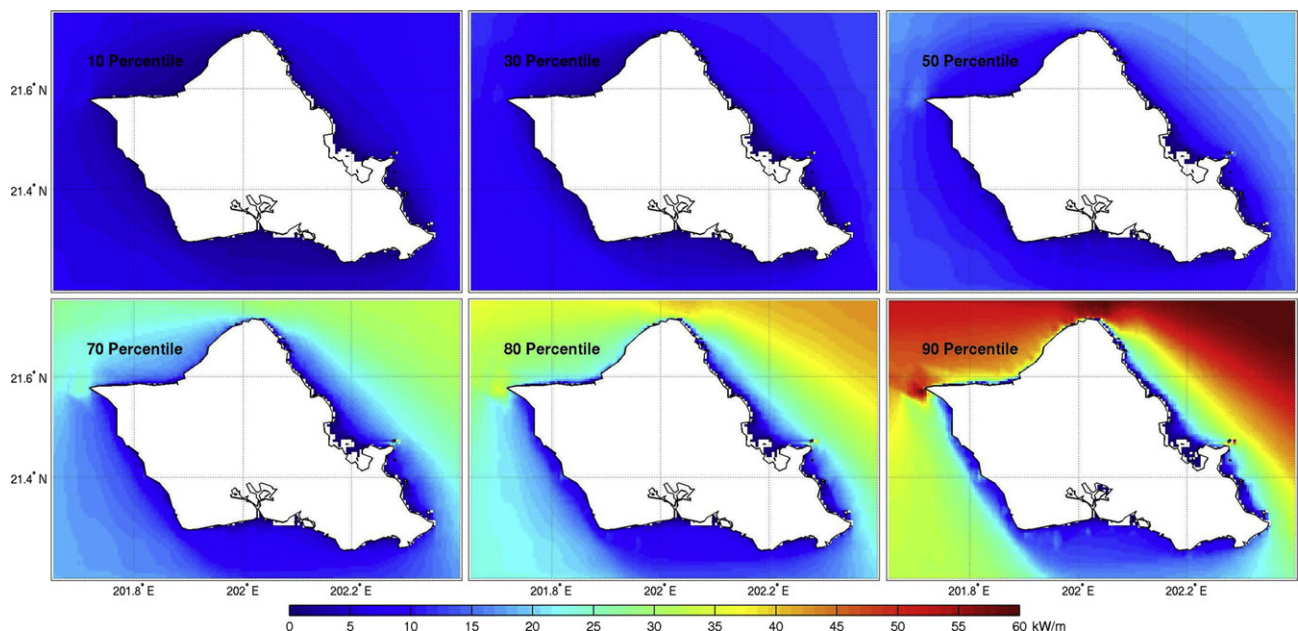 10 Percentile
30 Percentile
50 Percentile
21.6° N
21.4° N
70 Percentile
80 Percentile
90 Percentile
21.6° N
21.4° N
201.8° E 202° E 202.2° E 201.8° E 202° E 202.2° E 201.8° E 202° E 202.2° E
0 5 10 15 20 25 30 35 40 45 50 55 60 kW/m